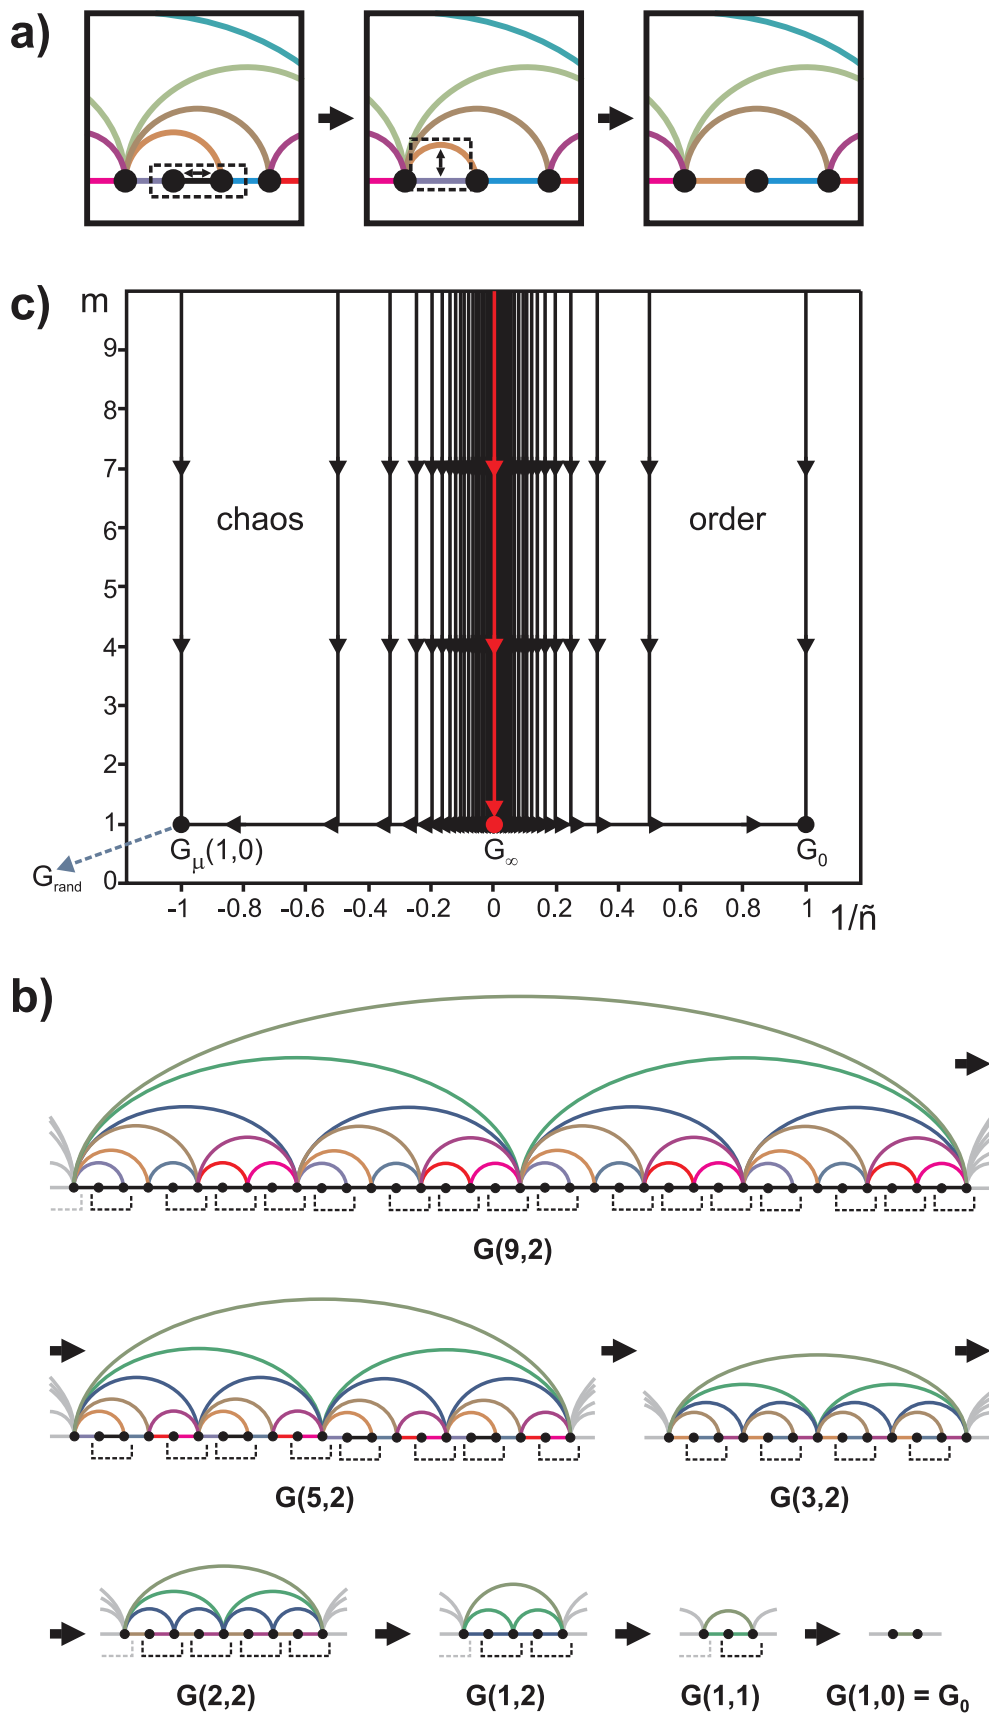 a)
c)
m
9
8
7
6
5
4
3
2
1
0
chaos
order
Gμ(1,0)
G∞
G0
Grand
-1 -0.8 -0.6 -0.4 -0.2 0 0.2 0.4 0.6 0.8 1
1/ñ
b)
G(9,2)
G(5,2) G(3,2)
G(2,2) G(1,2) G(1,1) G(1,0) = G0